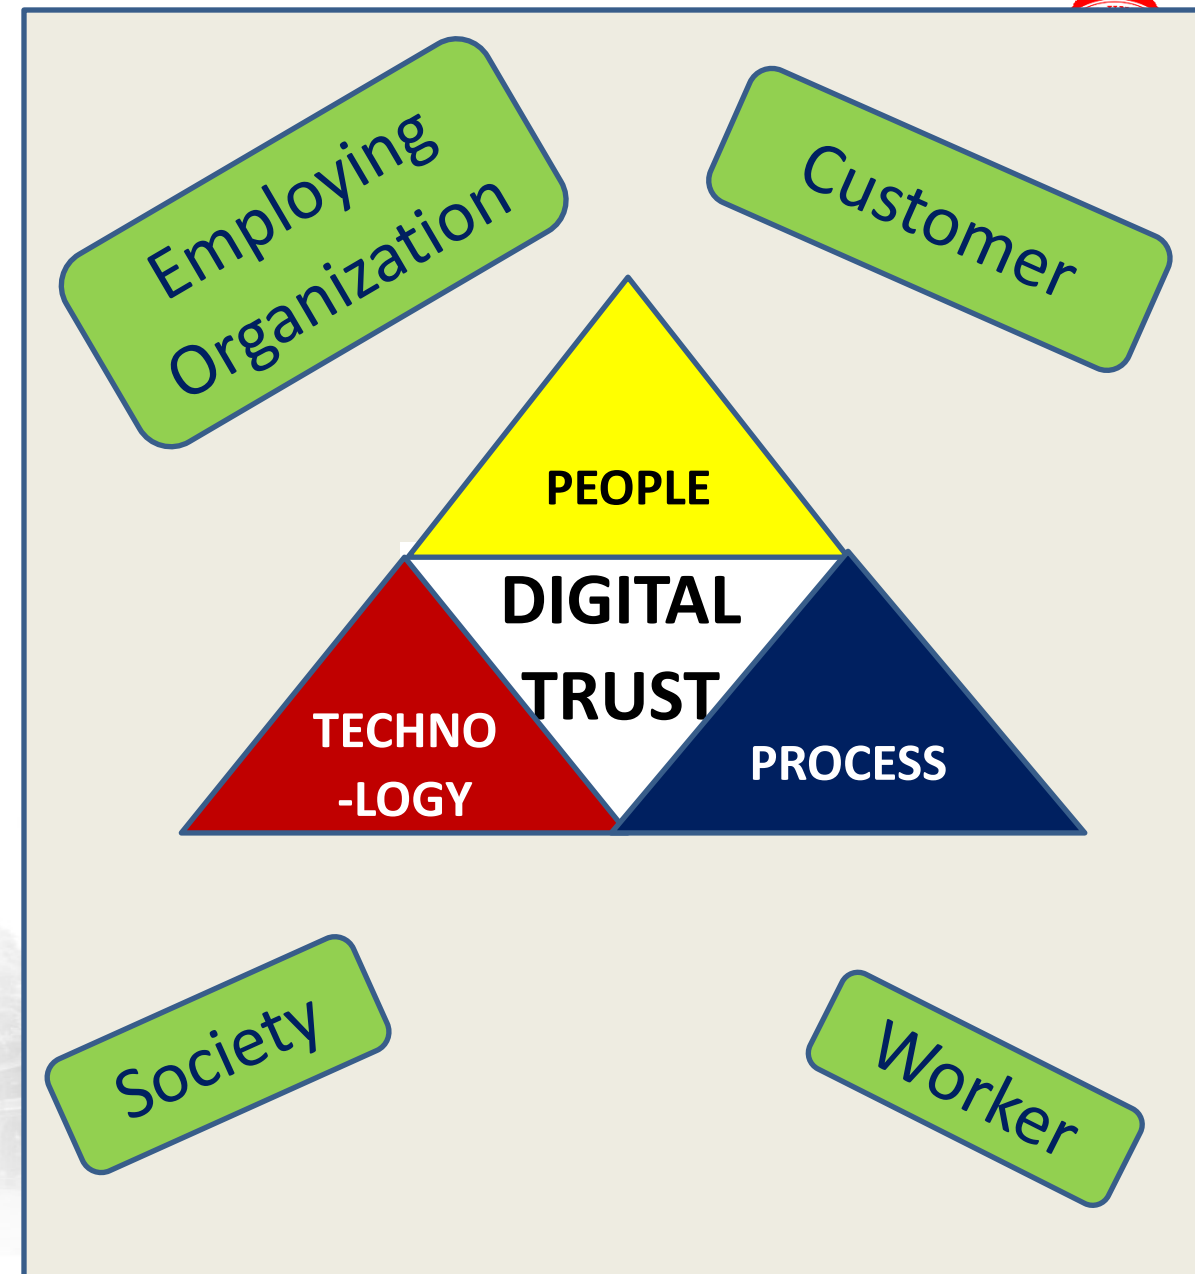 Employing
Organization
Customer
PEOPLE
DIGITAL
TRUST
TECHNO
-LOGY
PROCESS
Society
Worker